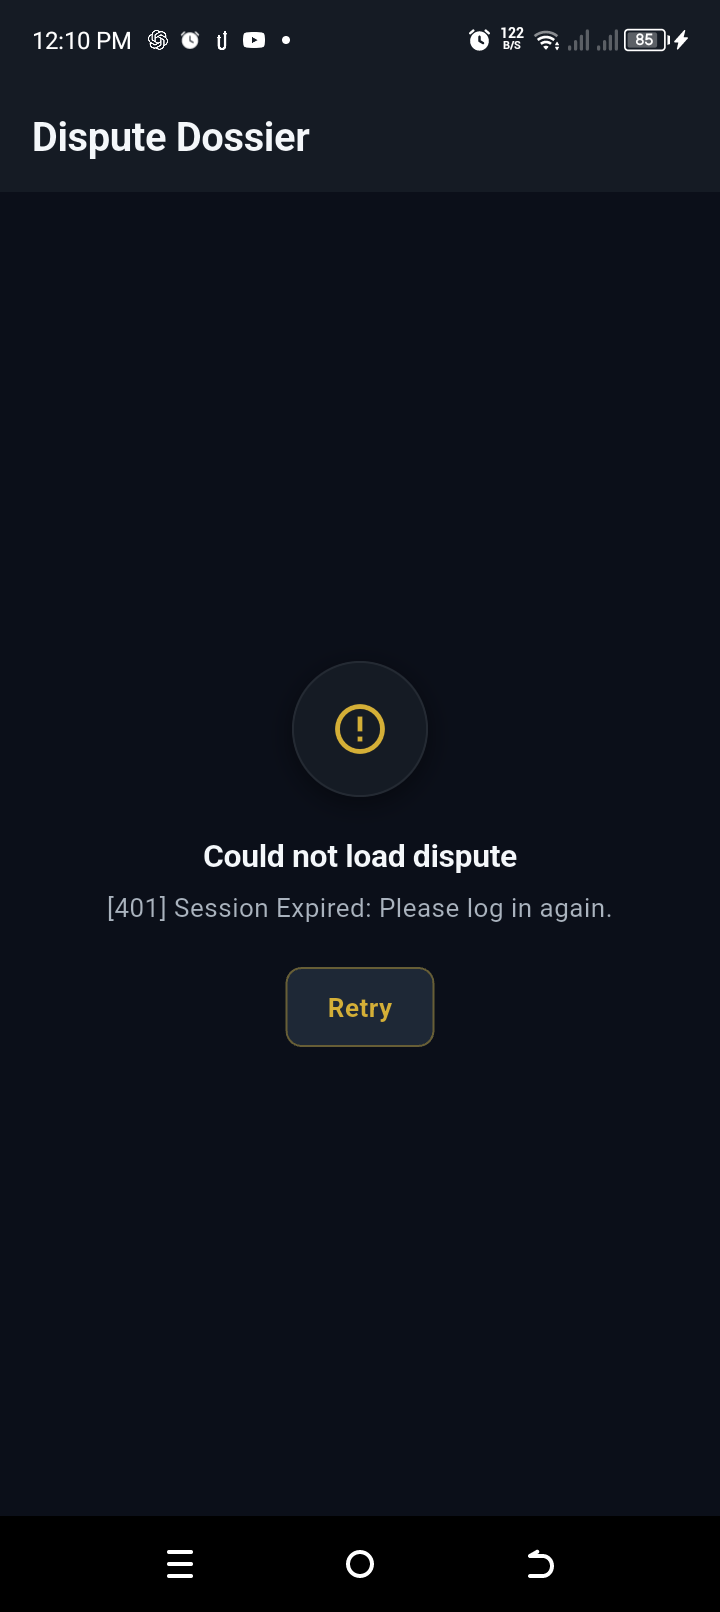 12:10 PM
122
B/S
85
Dispute Dossier
Could not load dispute
[401] Session Expired: Please log in again.
Retry